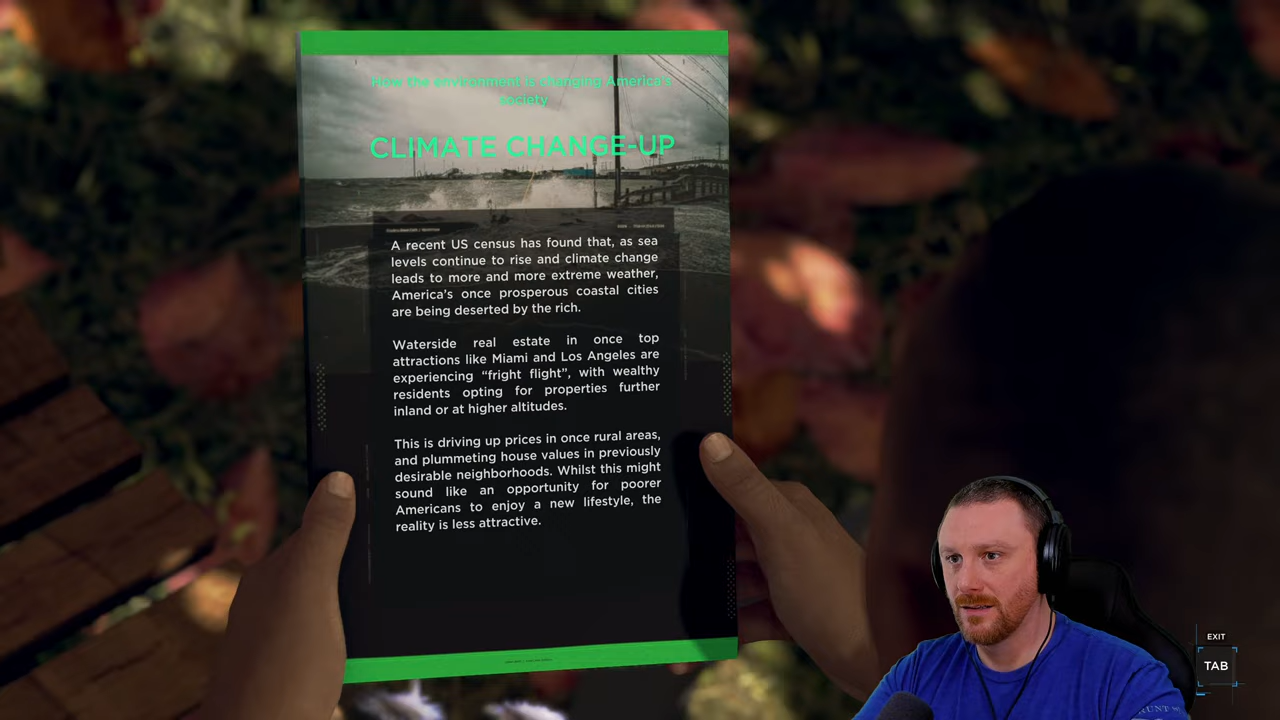 How the environment is changing America's
society
CLIMATE CHANGE-UP
A recent US census has found that, as sea
levels continue to rise and climate change
leads to more and more extreme weather,
America's once prosperous coastal cities
are being deserted by the rich.
Waterside real estate in once top
attractions like Miami and Los Angeles are
experiencing “fright flight”, with wealthy
residents opting for properties further
inland or at higher altitudes.
This is driving up prices in once rural areas,
and plummeting house values in previously
desirable neighborhoods. Whilst this might
sound like an opportunity for poorer
Americans to enjoy a new lifestyle, the
reality is less attractive.
EXIT
TAB